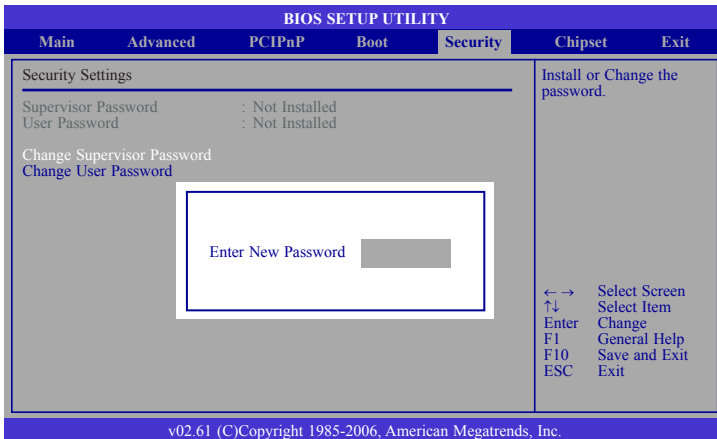 BIOS SETUP UTILITY
Main Advanced PCIPnP Boot Security Chipset Exit
Security Settings
Supervisor Password : Not Installed
User Password : Not Installed
Change Supervisor Password
Change User Password
Enter New Password
Install or Change the
password.
←→ Select Screen
↑↓ Select Item
Enter Change
F1 General Help
F10 Save and Exit
ESC Exit
v02.61 (C)Copyright 1985-2006, American Megatrends, Inc.